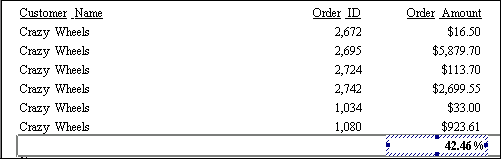 Customer Name Order ID Order Amount
Crazy Wheels 2,672 $16.50
Crazy Wheels 2,695 $5,879.70
Crazy Wheels 2,724 $113.70
Crazy Wheels 2,742 $2,699.55
Crazy Wheels 1,034 $33.00
Crazy Wheels 1,080 $923.61
42.46%